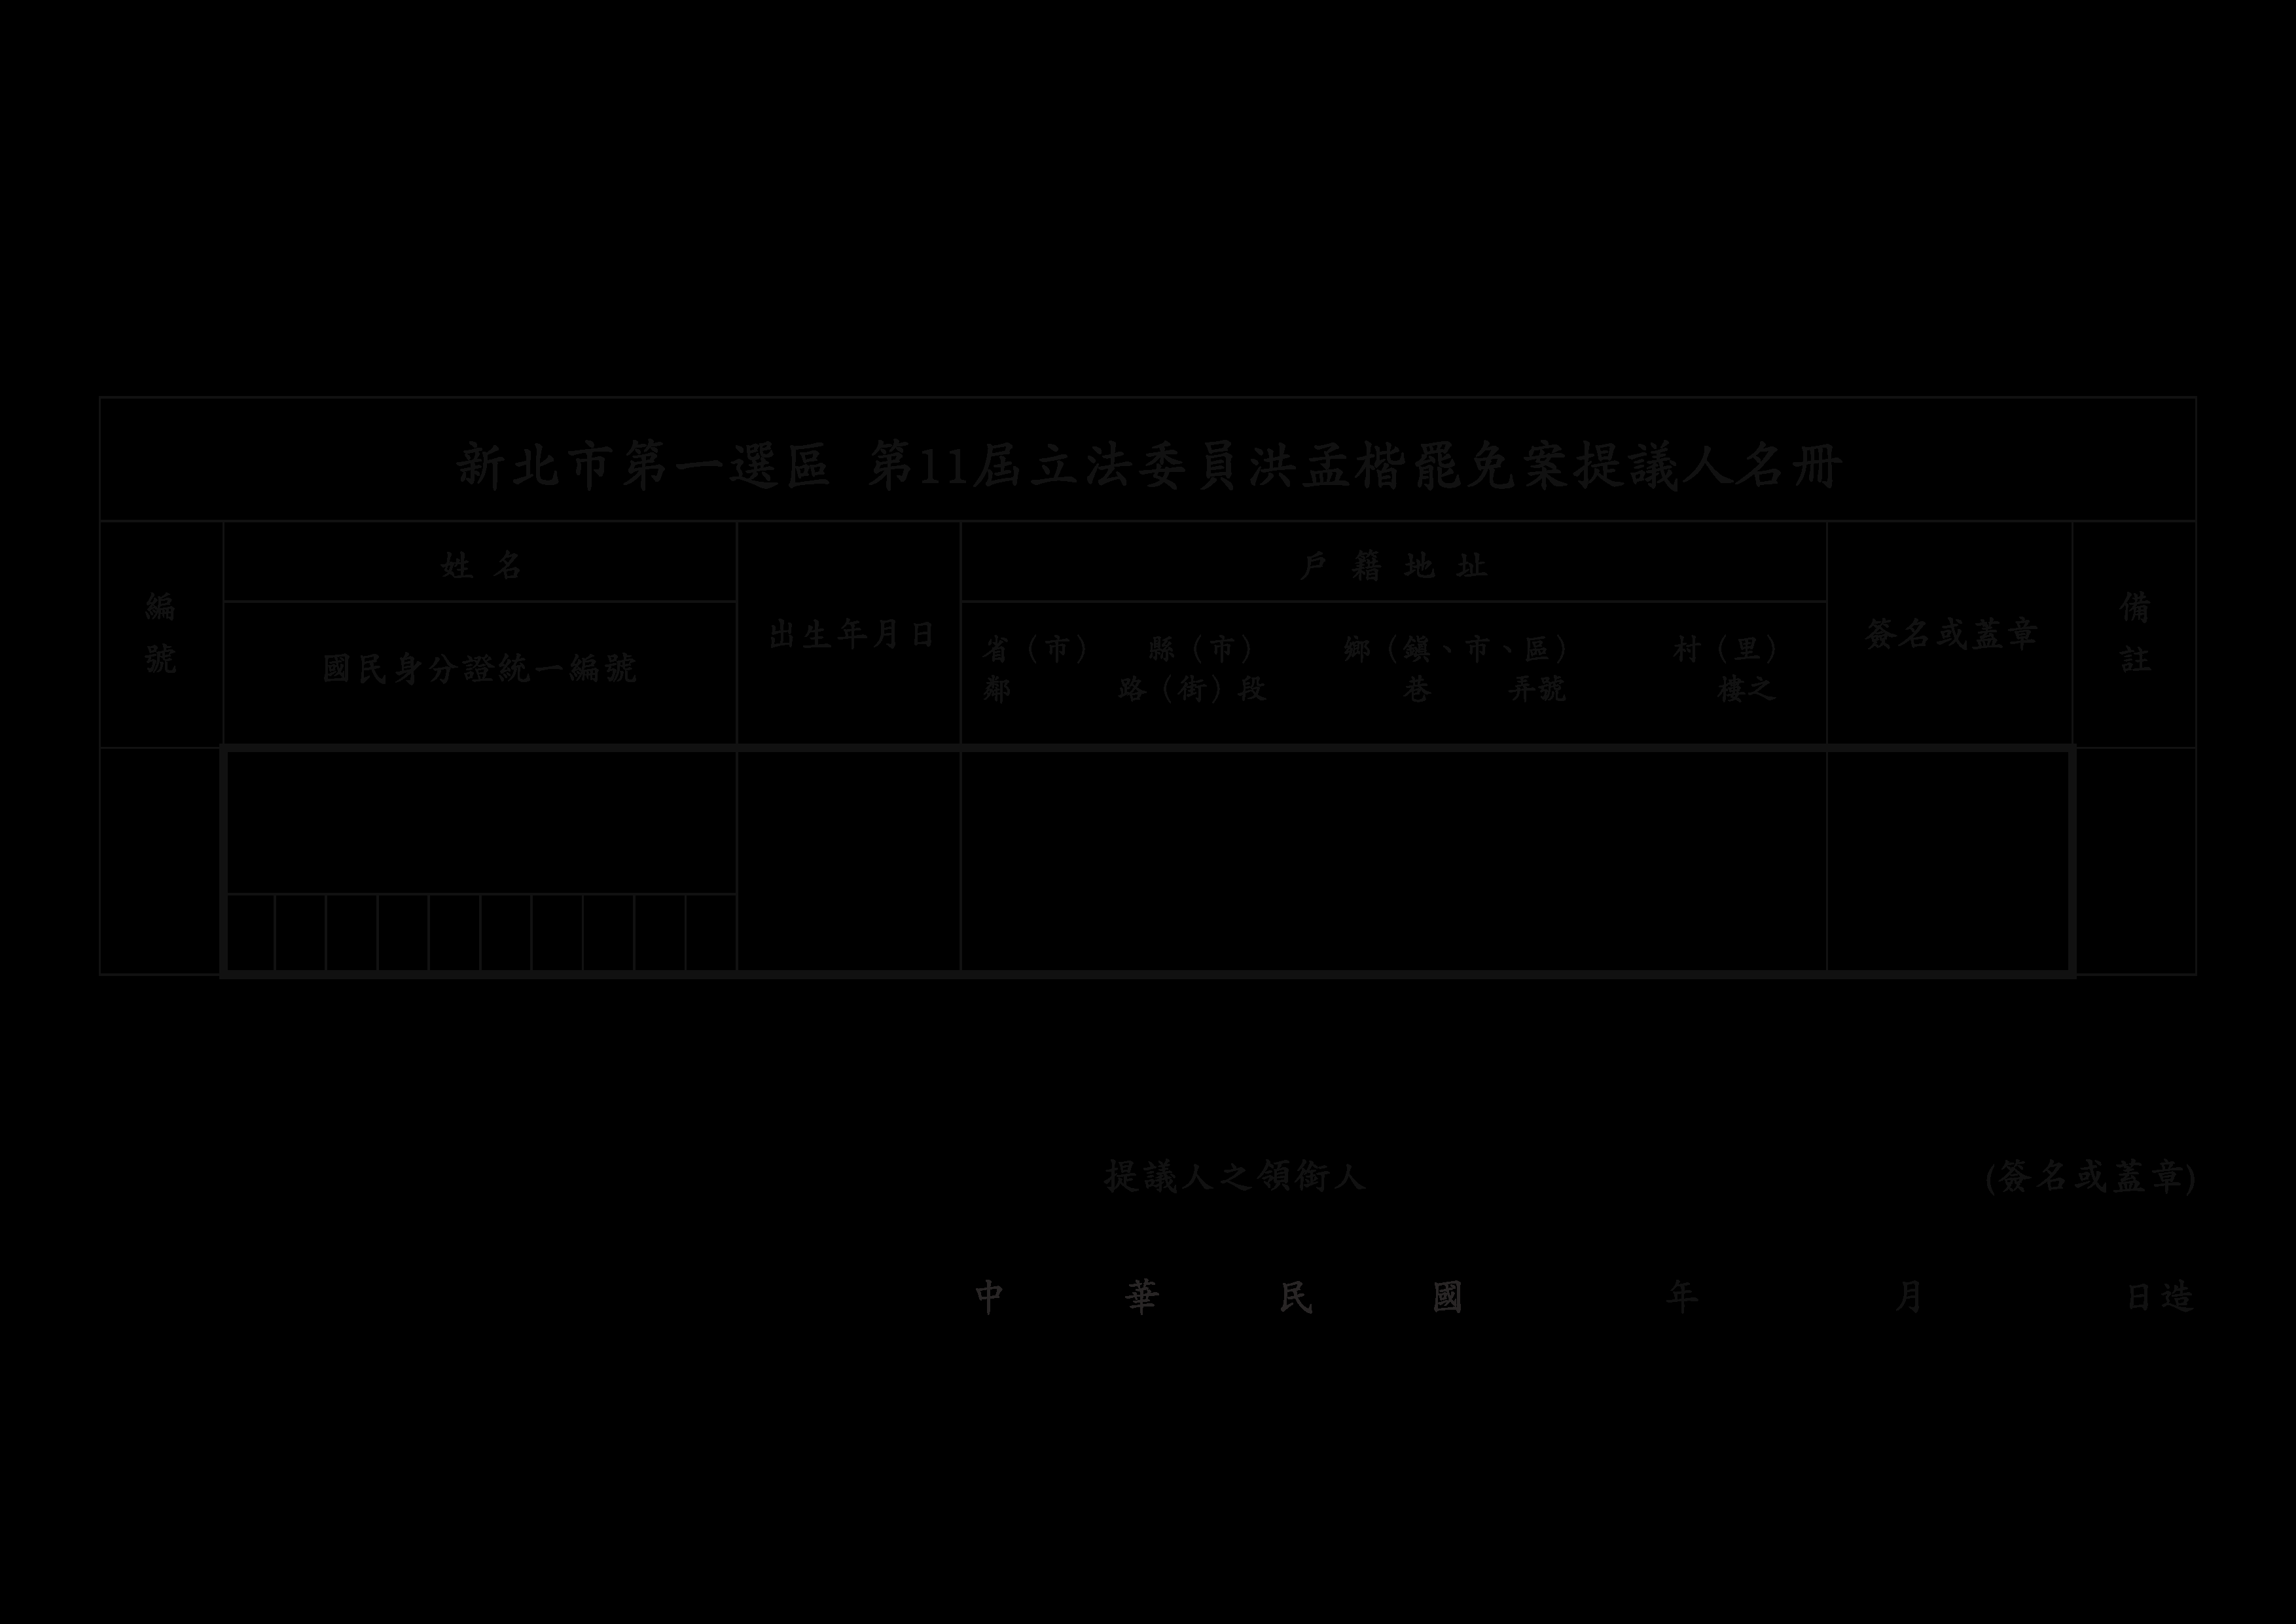 新北市第一選區 第11屆立法委員洪孟楷罷免案提議人名冊
編號
姓名
國民身分證統一編號
出生年月日
戶籍地址
省（市） 縣（市） 鄉（鎮、市、區） 村（里）
鄰 路（街）段 巷 弄號 樓之
簽名或蓋章
備註
提議人之領銜人 (簽名或蓋章)
中華民國 年 月 日造